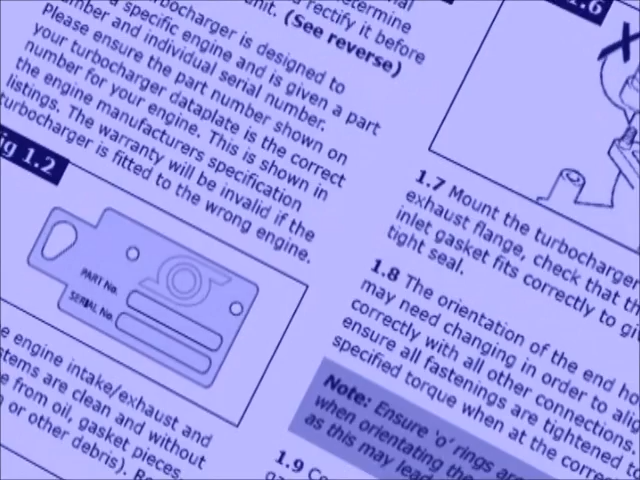 determine
rectify it before
unit. (See reverse)
turbocharger is designed to
a specific engine and is given a part
number and individual serial number.
Please ensure the part number shown on
your turbocharger dataplate is the correct
number for your engine. This is shown in
the engine manufacturers specification
listings. The warranty will be invalid if the
turbocharger is fitted to the wrong engine.
Fig 1.2
PART No.
SERIAL No.
engine intake/exhaust and
are clean and without
from oil, gasket pieces,
or other debris).
1.6
X
1.7 Mount the turbocharger
exhaust flange, check that
inlet gasket fits correctly to
tight seal.
1.8 The orientation of the end
may need changing in order to
correctly with all other connections.
ensure all fastenings are tightened
specified torque when at the
Note: Ensure 'o' rings are
when orientating the
as this may lead
1.9